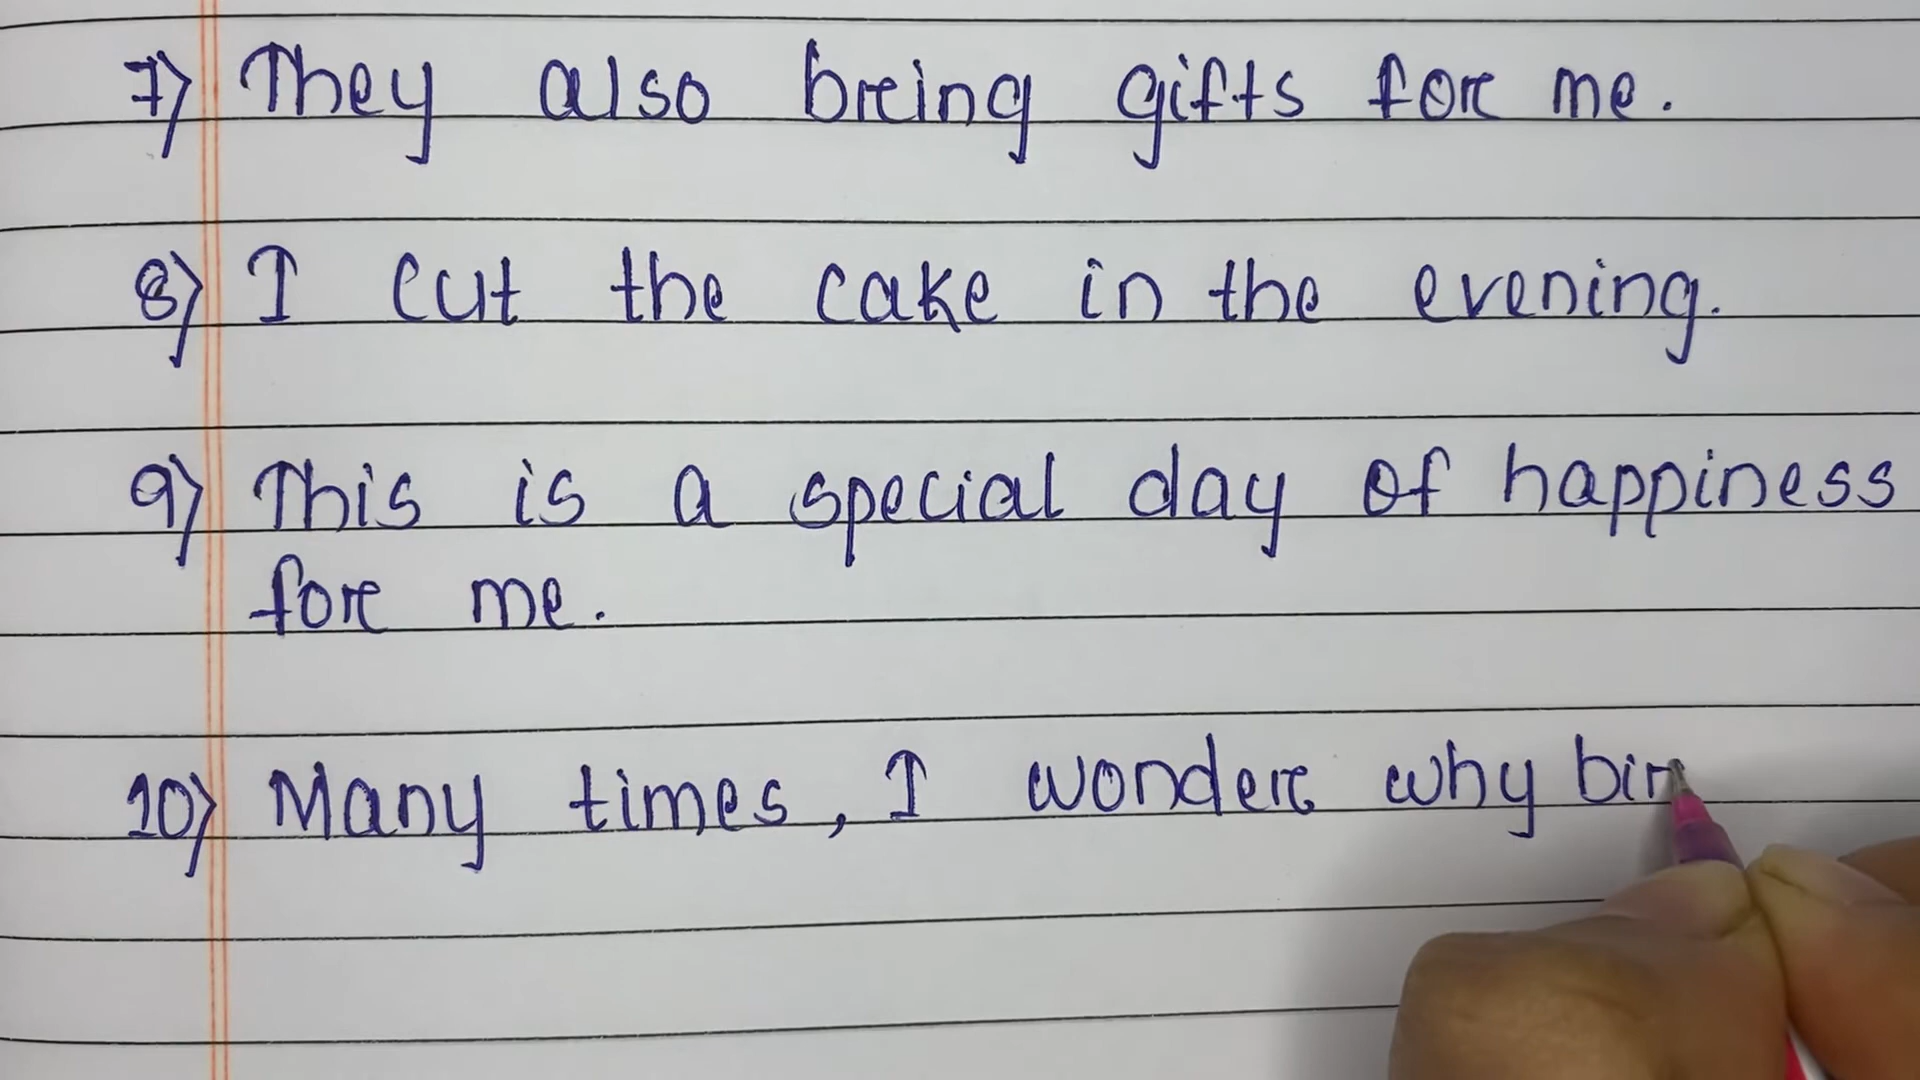 7) They also bring gifts for me.
8) I cut the cake in the evening.
9) This is a special day of happiness
for me.
10) Many times, I wonder why bir